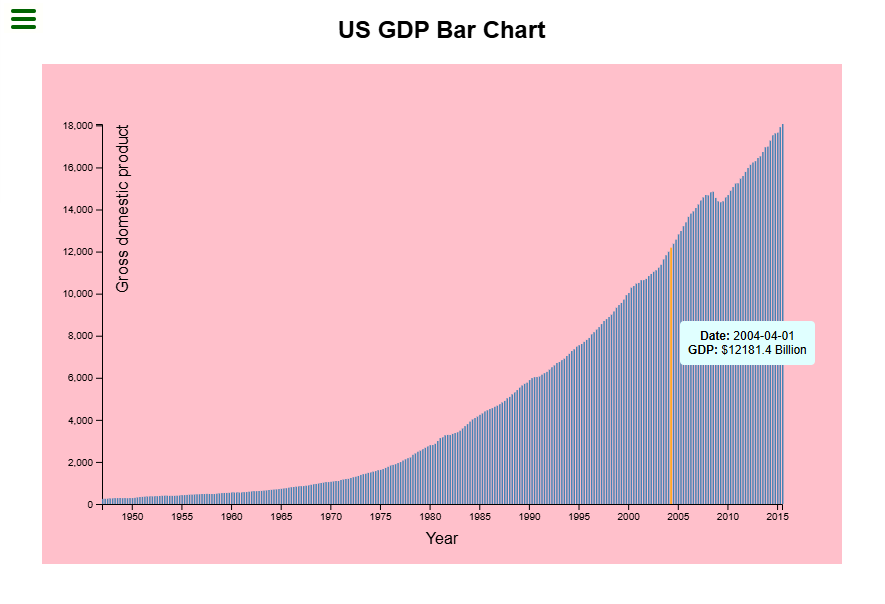 US GDP Bar Chart
Gross domestic product
18,000
16,000
14,000
12,000
10,000
8,000
6,000
4,000
2,000
0
Date: 2004-04-01
GDP: $12181.4 Billion
1950 1955 1960 1965 1970 1975 1980 1985 1990 1995 2000 2005 2010 2015
Year